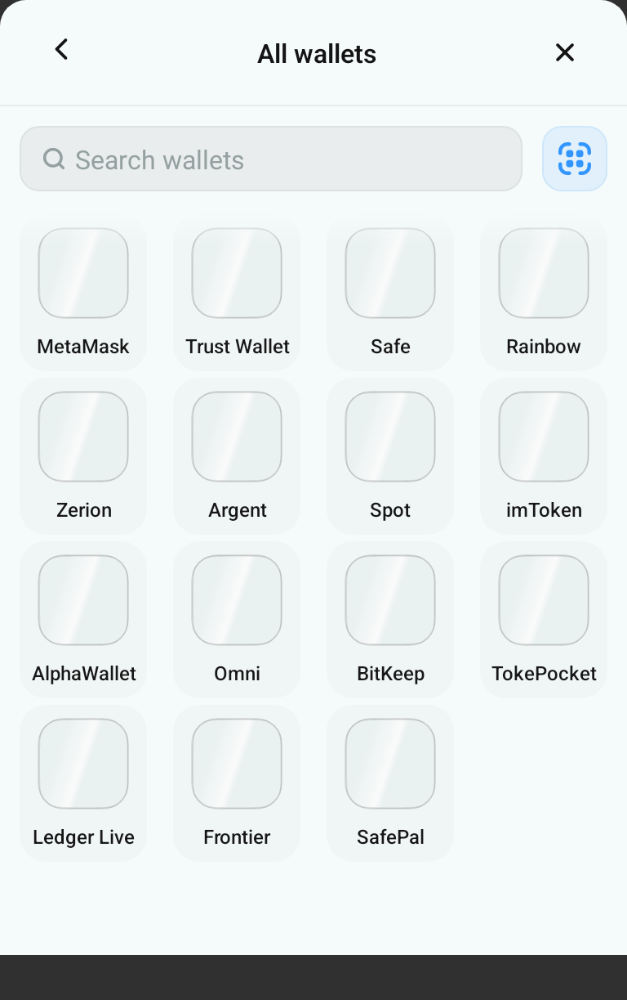 All wallets
Search wallets
MetaMask
Trust Wallet
Safe
Rainbow
Zerion
Argent
Spot
imToken
AlphaWallet
Omni
BitKeep
TokePocket
Ledger Live
Frontier
SafePal